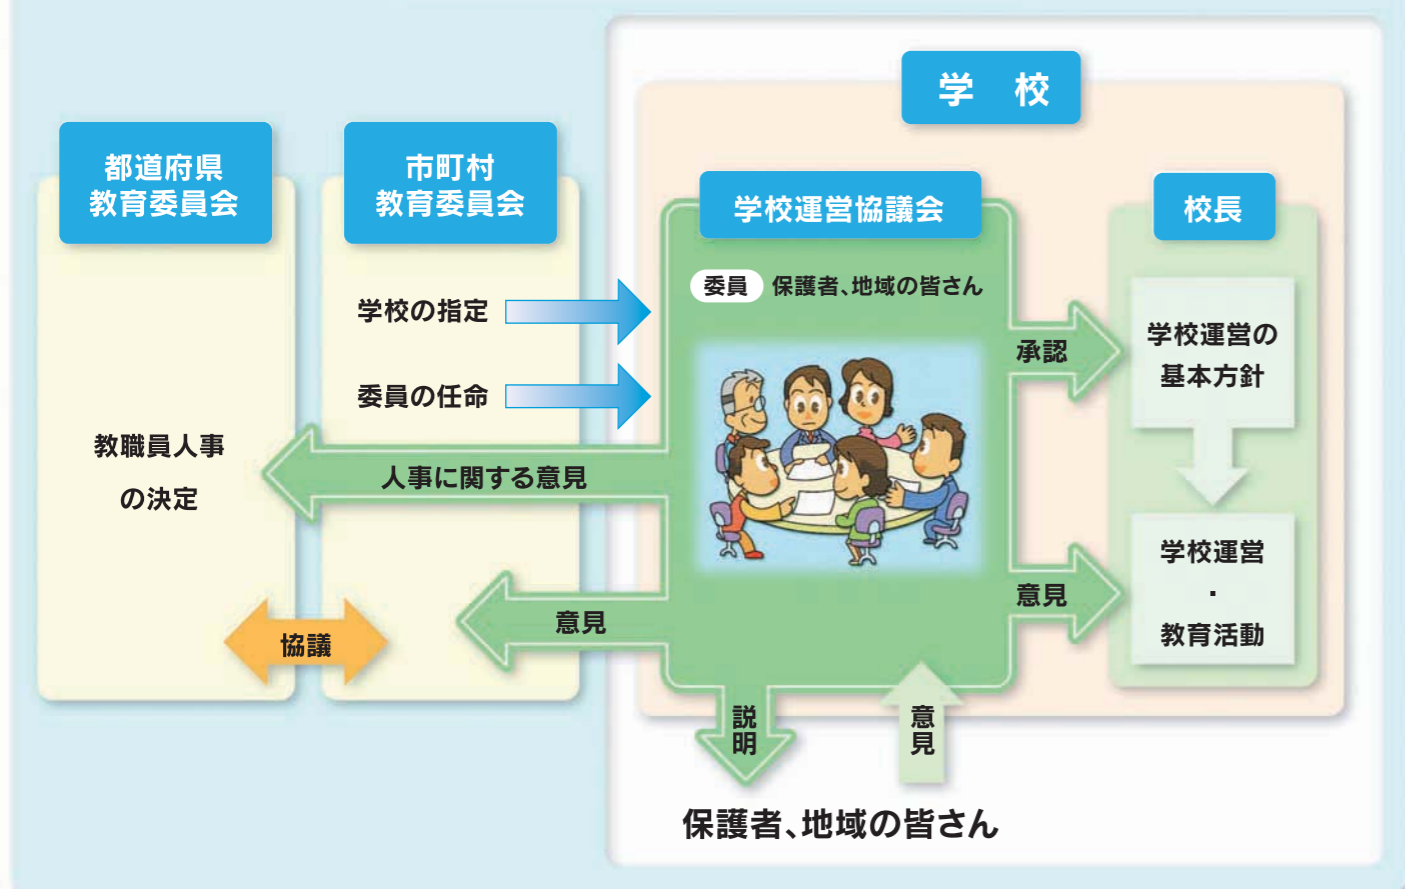 学 校
都道府県
教育委員会
市町村
教育委員会
学校運営協議会
校長
委員 保護者、地域の皆さん
学校の指定
委員の任命
承認
学校運営の
基本方針
教職員人事
の決定
人事に関する意見
学校運営
・
教育活動
意見
意見
協議
説明
意見
保護者、地域の皆さん